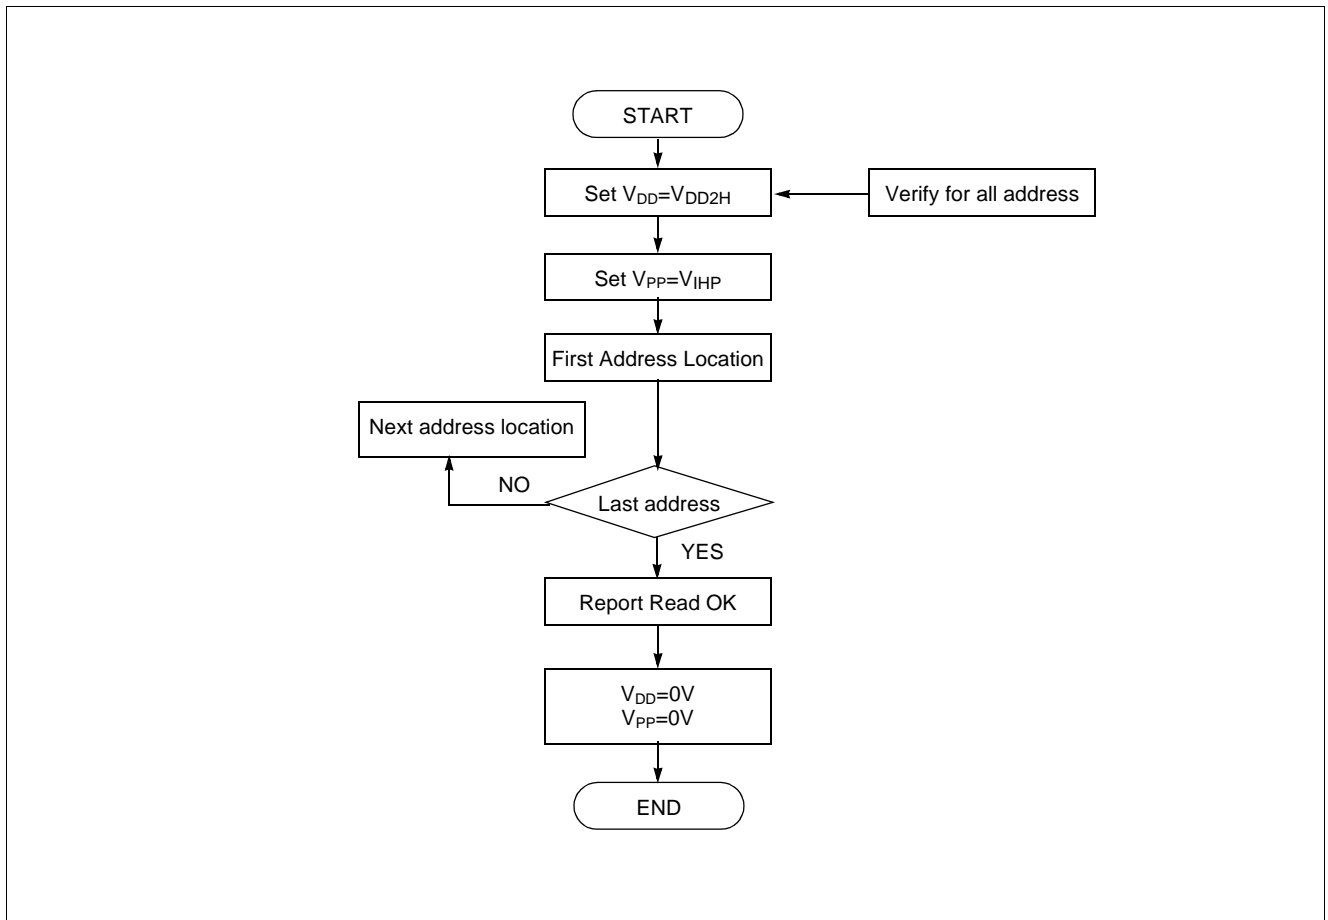 START
Set VDD=VDD2H
Verify for all address
Set VPP=VIHP
First Address Location
Next address location
NO
Last address
YES
Report Read OK
VDD=0V
VPP=0V
END